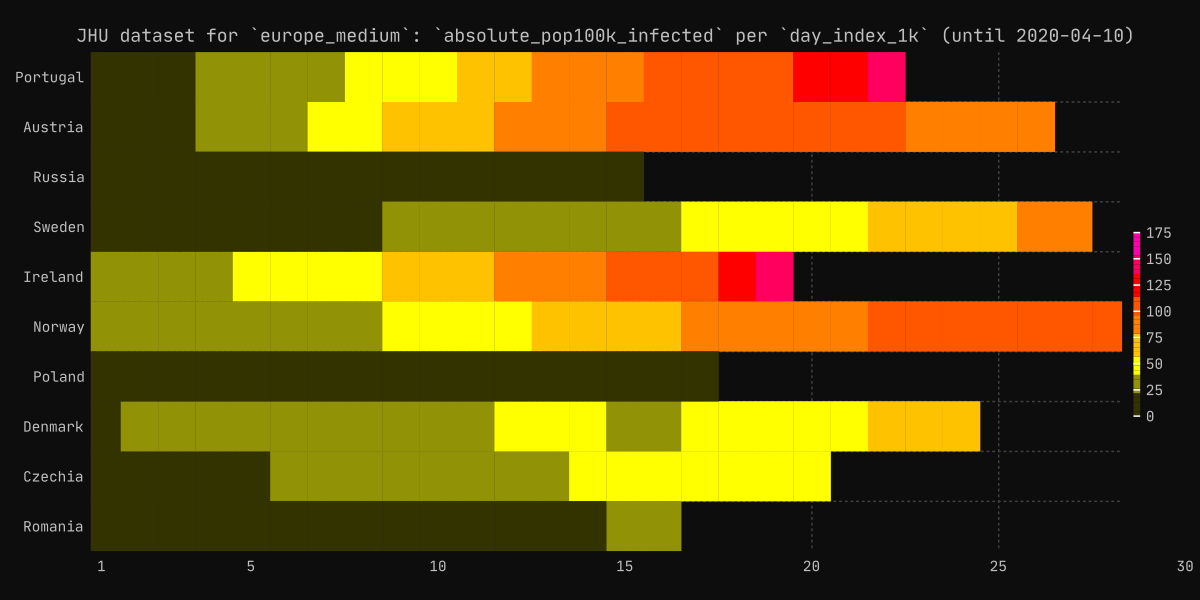 JHU dataset for `europe_medium`: `absolute_pop100k_infected` per `day_index_1k` (until 2020-04-10)
Portugal
Austria
Russia
Sweden
Ireland
Norway
Poland
Denmark
Czechia
Romania
175
150
125
100
75
50
25
0
1 5 10 15 20 25 30